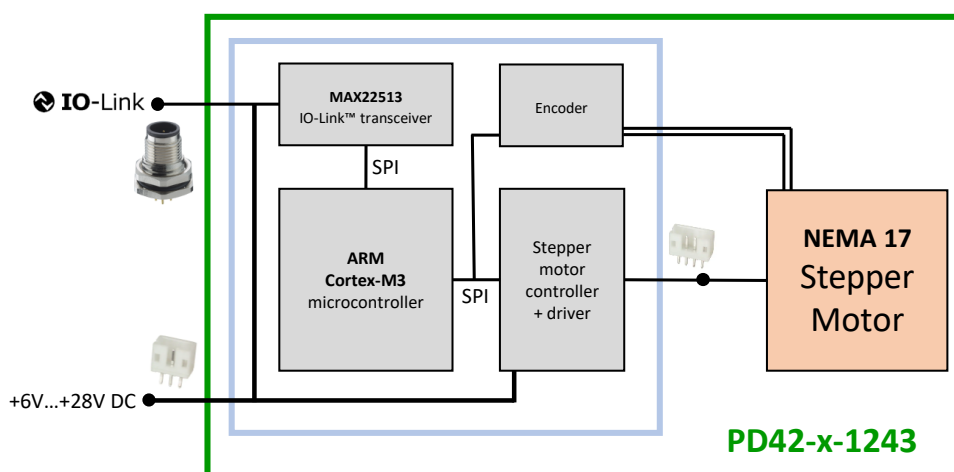 IO-Link
MAX22513
IO-Link™ transceiver
Encoder
SPI
ARM
Cortex-M3
microcontroller
SPI
Stepper
motor
controller
+ driver
NEMA 17
Stepper
Motor
+6V...+28V DC
PD42-x-1243